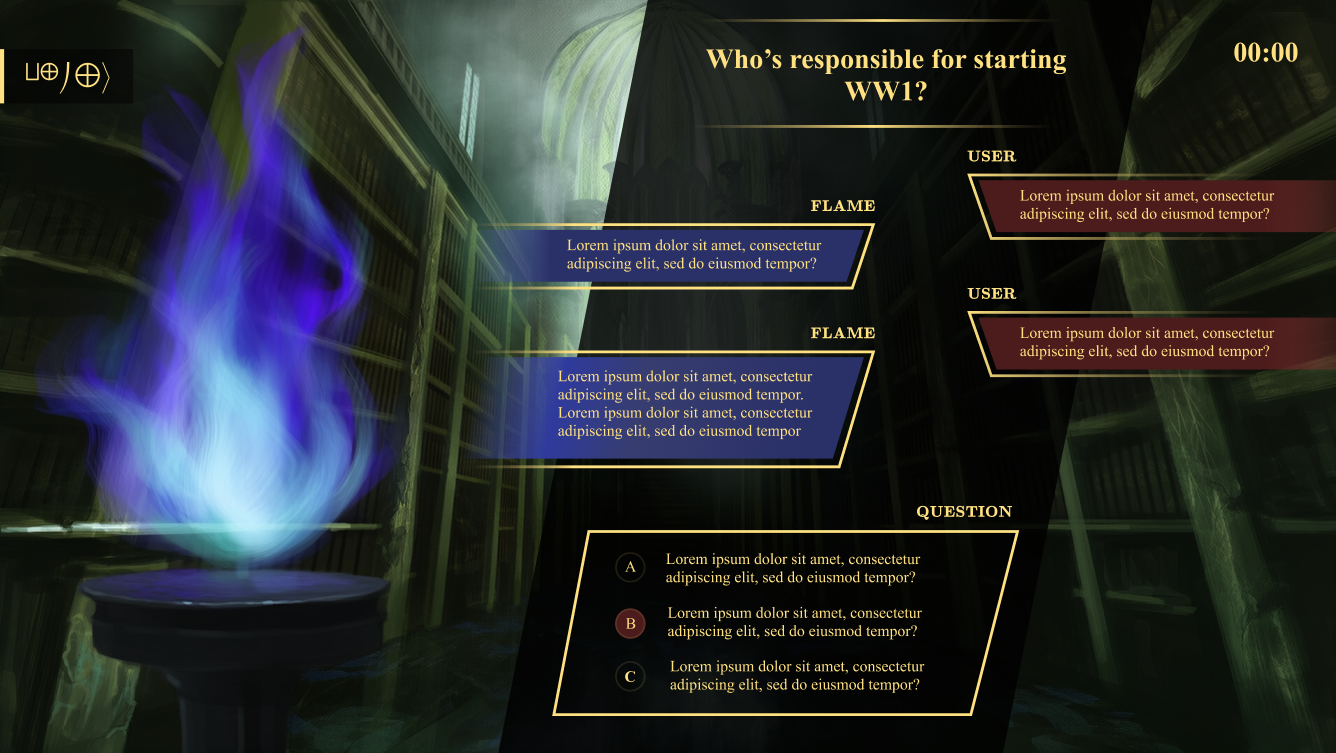 Who's responsible for starting
WW1?
00:00
USER
Lorem ipsum dolor sit amet, consectetur
adipiscing elit, sed do eiusmod tempor?
FLAME
Lorem ipsum dolor sit amet, consectetur
adipiscing elit, sed do eiusmod tempor?
USER
Lorem ipsum dolor sit amet, consectetur
adipiscing elit, sed do eiusmod tempor?
FLAME
Lorem ipsum dolor sit amet, consectetur
adipiscing elit, sed do eiusmod tempor.
Lorem ipsum dolor sit amet, consectetur
adipiscing elit, sed do eiusmod tempor
QUESTION
A Lorem ipsum dolor sit amet, consectetur
adipiscing elit, sed do eiusmod tempor?
B Lorem ipsum dolor sit amet, consectetur
adipiscing elit, sed do eiusmod tempor?
C Lorem ipsum dolor sit amet, consectetur
adipiscing elit, sed do eiusmod tempor?